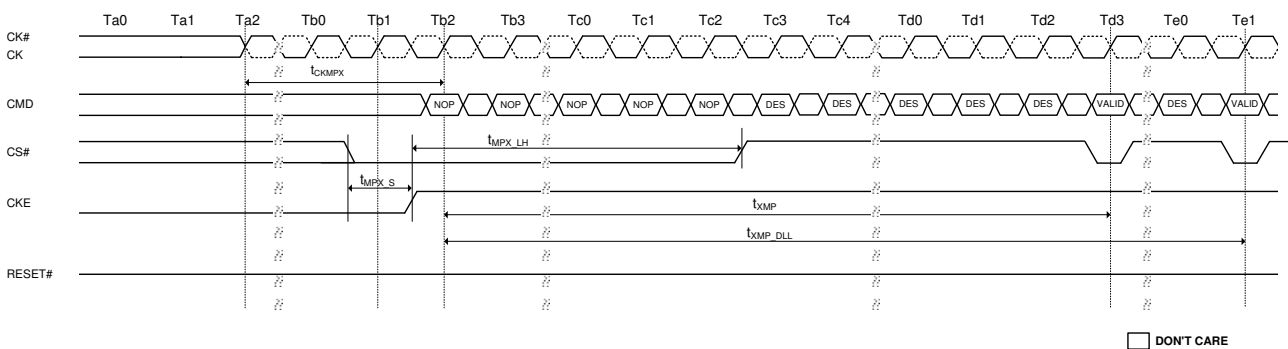 Ta0 Ta1 Ta2 Tb0 Tb1 Tb2 Tb3 Tc0 Tc1 Tc2 Tc3 Tc4 Td0 Td1 Td2 Td3 Te0 Te1
CK#
CK
tCKMPX
CMD NOP NOP NOP NOP NOP DES DES DES DES DES VALID DES VALID
tMPX_LH
CS#
tMPX_S
CKE
tXMP
tXMP_DLL
RESET#
DON'T CARE